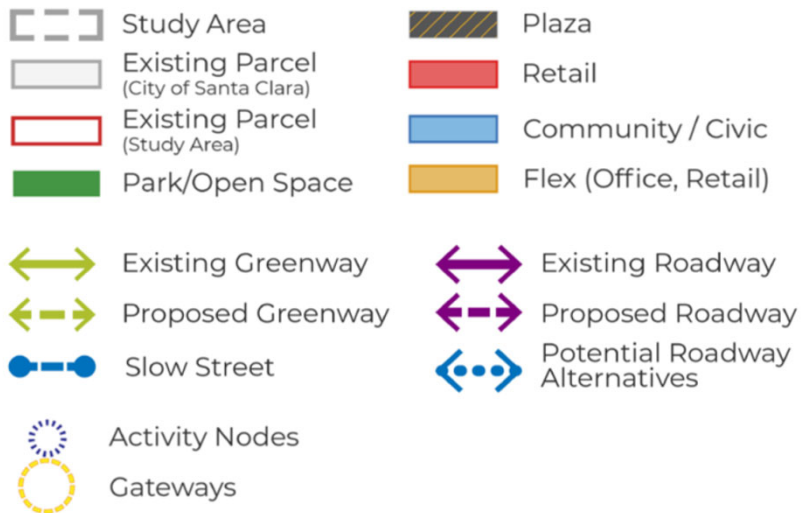 Study Area
Existing Parcel
(City of Santa Clara)
Existing Parcel
(Study Area)
Park/Open Space
Plaza
Retail
Community / Civic
Flex (Office, Retail)
Existing Greenway
Proposed Greenway
Slow Street
Existing Roadway
Proposed Roadway
Potential Roadway
Alternatives
Activity Nodes
Gateways